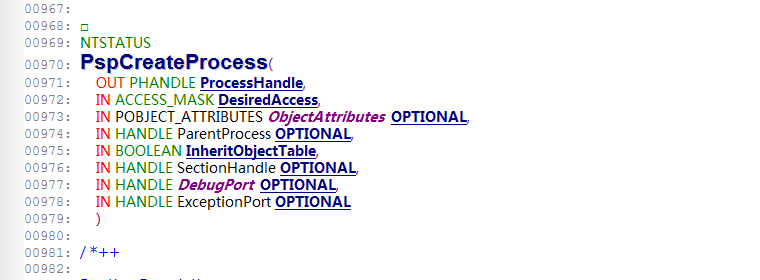 00967:
00968:
00969: NTSTATUS
00970: PspCreateProcess(
00971: OUT PHANDLE ProcessHandle,
00972: IN ACCESS_MASK DesiredAccess,
00973: IN POBJECT_ATTRIBUTES ObjectAttributes OPTIONAL,
00974: IN HANDLE ParentProcess OPTIONAL,
00975: IN BOOLEAN InheritObjectTable,
00976: IN HANDLE SectionHandle OPTIONAL,
00977: IN HANDLE DebugPort OPTIONAL,
00978: IN HANDLE ExceptionPort OPTIONAL
00979: )
00980:
00981: /*++
00982: